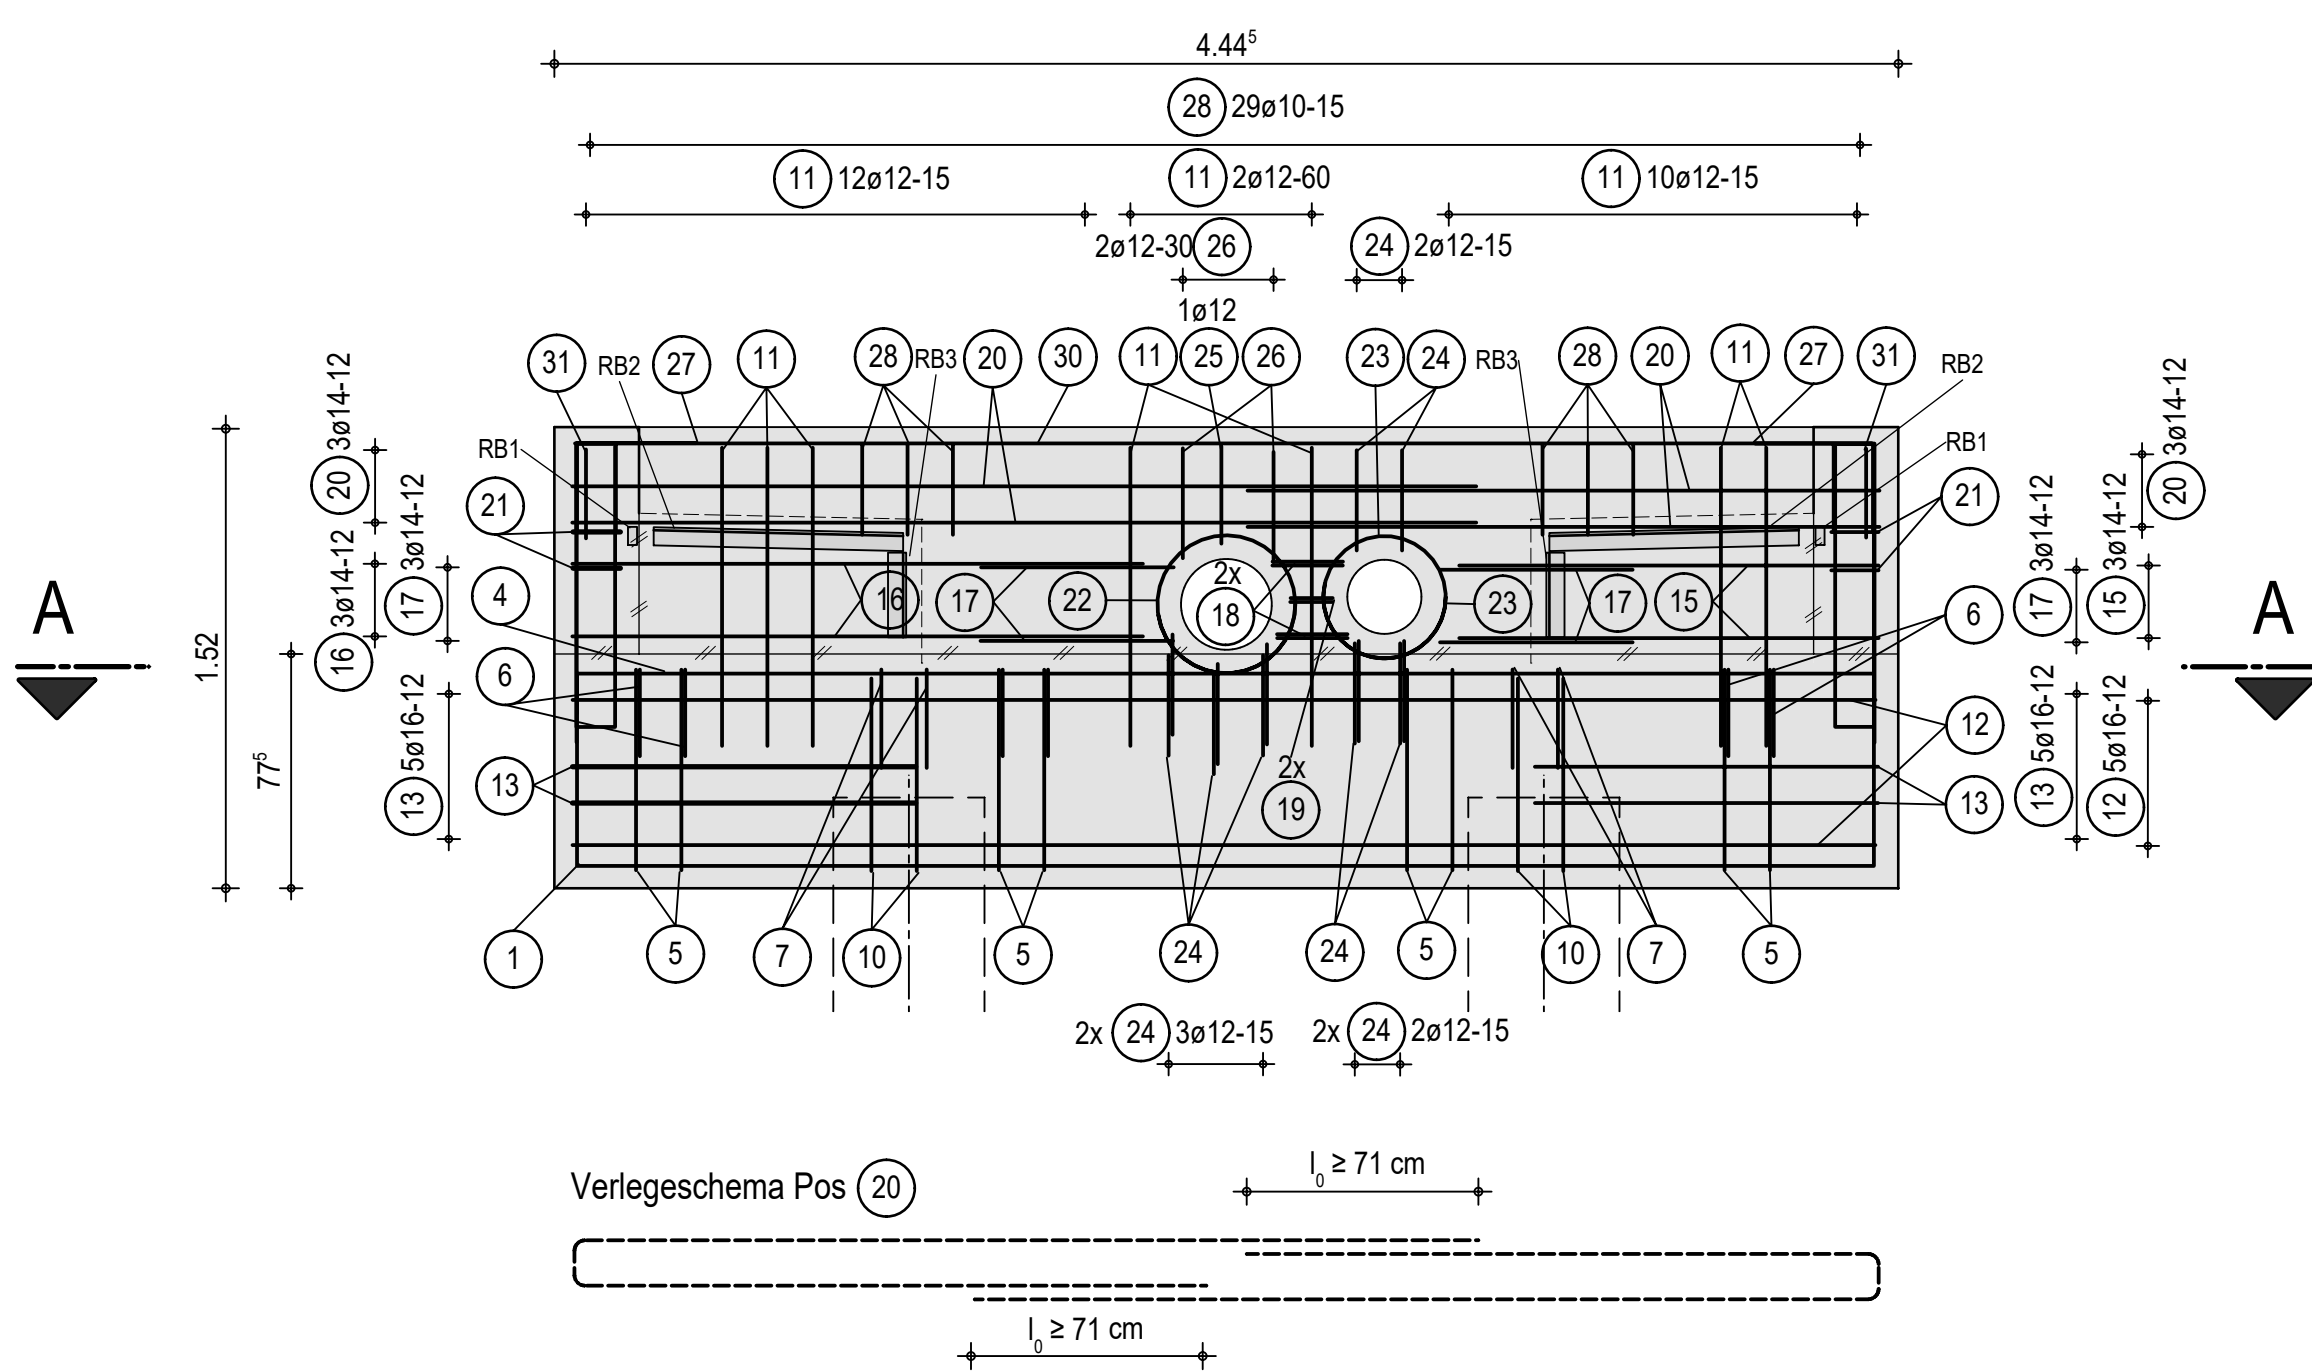 4.44⁵
28 29ø10-15
11 12ø12-15
11 2ø12-60
11 10ø12-15
2ø12-30 26
24 2ø12-15
1ø12
31 RB2 27 11 28 RB3 20 30 11 25 26 23 24 RB3 28 20 11 27 31 RB2
RB1
RB1
20 3ø14-12
16 3ø14-12
17 3ø14-12
13 5ø16-12
1.52
77⁵
A
A
21
4
6
13
16 17 22
2x
18
23 17 15
2x
19
21
6
12
13
17 3ø14-12
15 3ø14-12
20 3ø14-12
13 5ø16-12
12 5ø16-12
1 5 7 10 5 24 24 5 10 7 5
2x 24 3ø12-15
2x 24 2ø12-15
Verlegeschema Pos 20
l₀ ≥ 71 cm
l₀ ≥ 71 cm